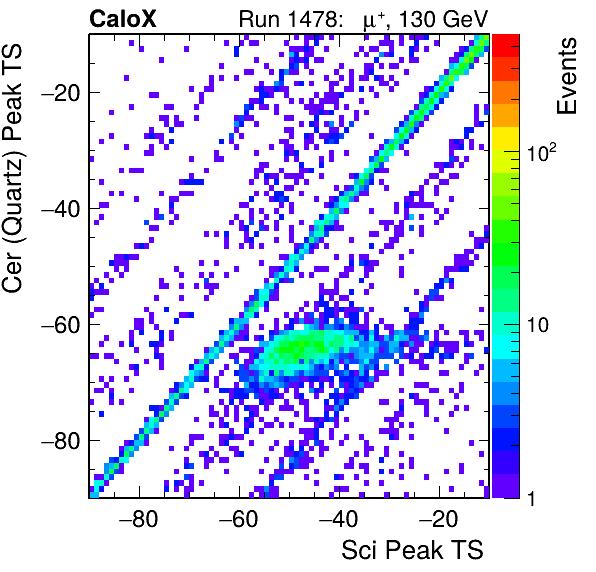 CaloX Run 1478: μ⁺, 130 GeV
Events
Cer (Quartz) Peak TS
−20
−40
−60
−80
10²
10
1
−80 −60 −40 −20
Sci Peak TS